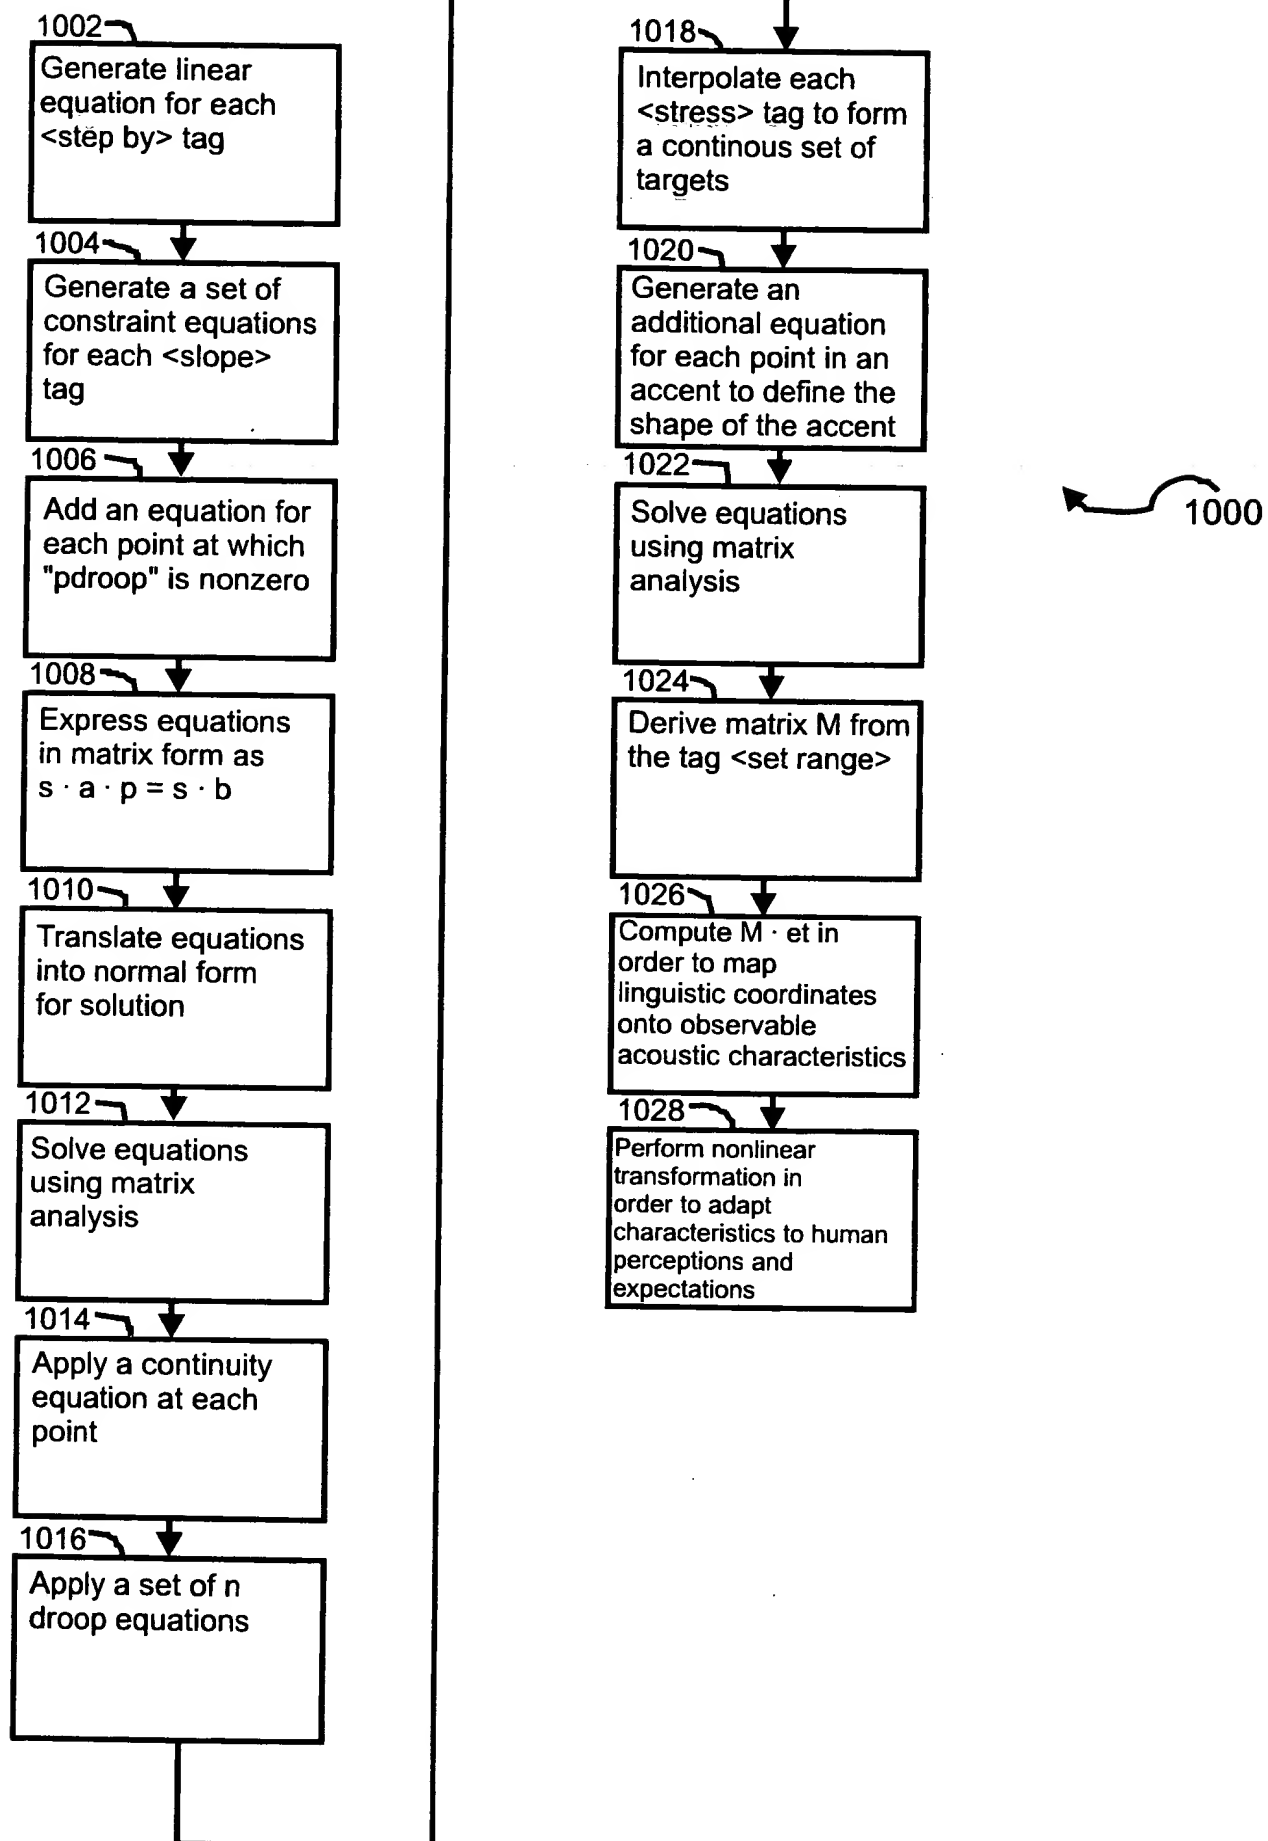 1002
Generate linear
equation for each
<step by> tag
1004
Generate a set of
constraint equations
for each <slope>
tag
1006
Add an equation for
each point at which
"pdroop" is nonzero
1008
Express equations
in matrix form as
s · a · p = s · b
1010
Translate equations
into normal form
for solution
1012
Solve equations
using matrix
analysis
1014
Apply a continuity
equation at each
point
1016
Apply a set of n
droop equations
1018
Interpolate each
<stress> tag to form
a continous set of
targets
1020
Generate an
additional equation
for each point in an
accent to define the
shape of the accent
1022
Solve equations
using matrix
analysis
1024
Derive matrix M from
the tag <set range>
1026
Compute M · et in
order to map
linguistic coordinates
onto observable
acoustic characteristics
1028
Perform nonlinear
transformation in
order to adapt
characteristics to human
perceptions and
expectations
1000